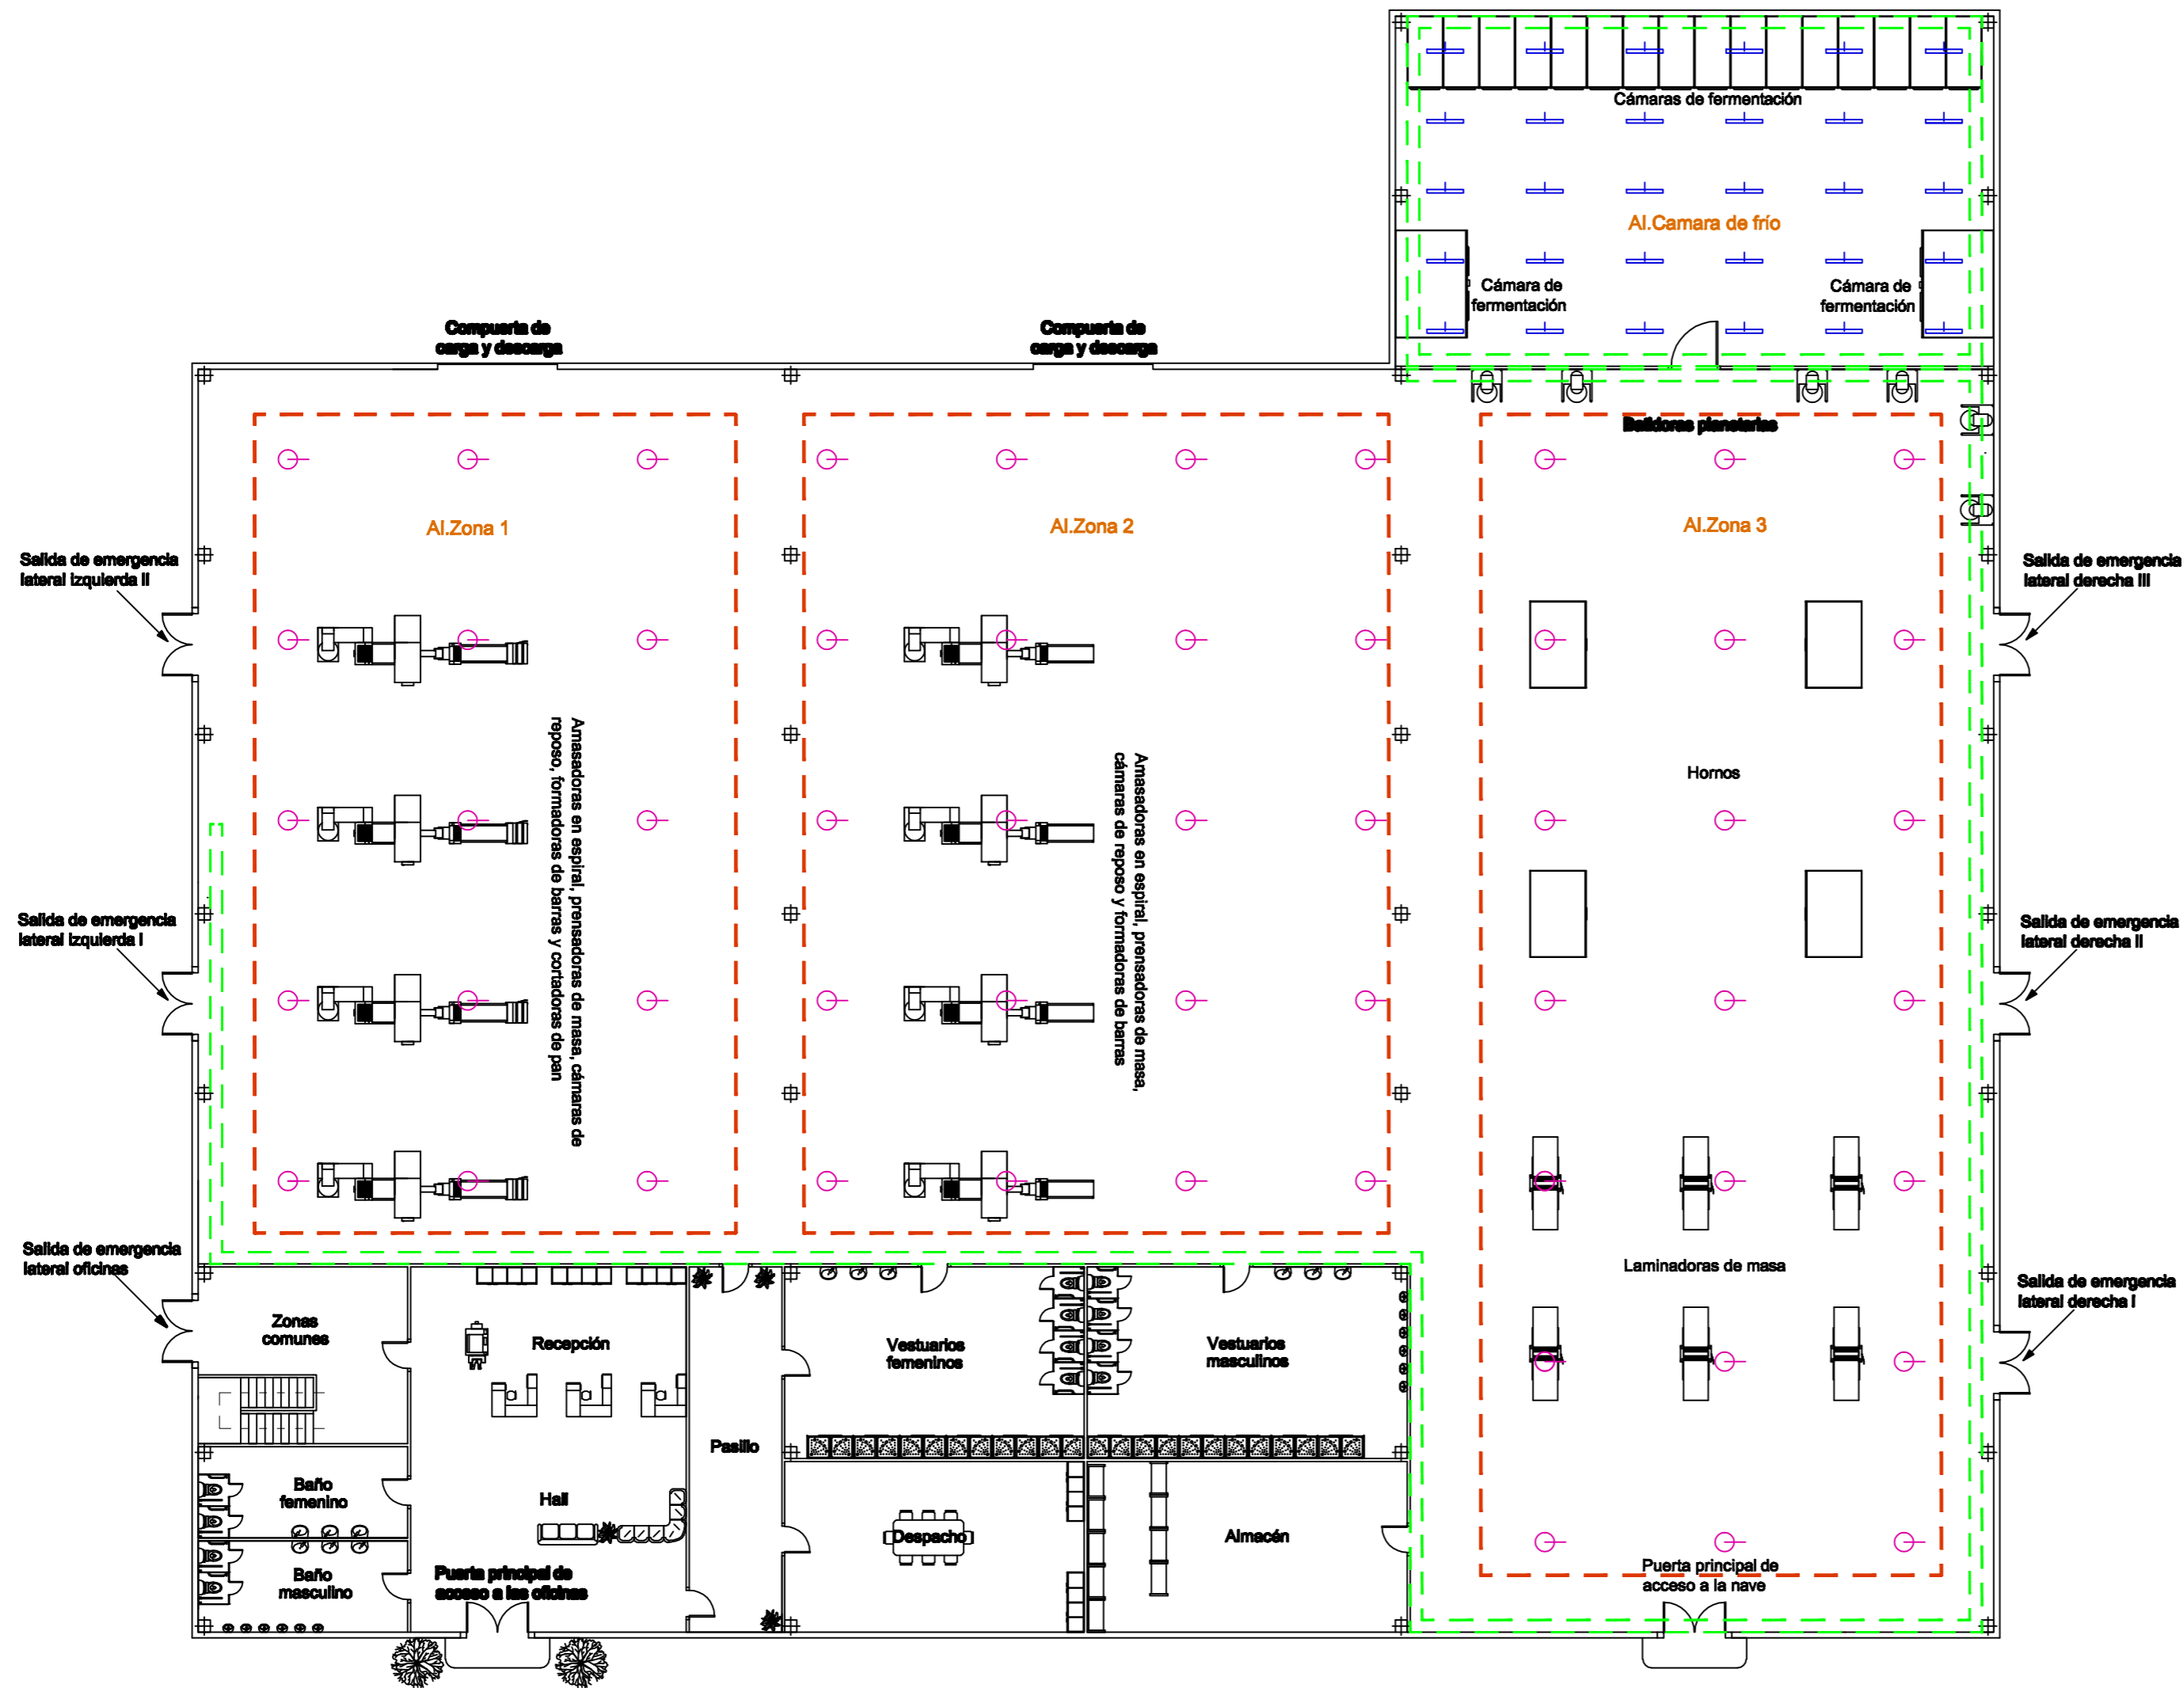 Cámaras de fermentación
Al.Camara de frío
Cámara de
fermentación
Cámara de
fermentación
Compuerta de
carga y descarga
Compuerta de
carga y descarga
Batidoras planetarias
Al.Zona 1
Al.Zona 2
Al.Zona 3
Salida de emergencia
lateral izquierda II
Salida de emergencia
lateral derecha III
Amasadoras en espiral, prensadoras de masa, cámaras de
reposo, formadoras de barras y cortadoras de pan
Amasadoras en espiral, prensadoras de masa,
cámaras de reposo y formadoras de barras
Hornos
Salida de emergencia
lateral izquierda I
Salida de emergencia
lateral derecha II
Salida de emergencia
lateral oficinas
Laminadoras de masa
Salida de emergencia
lateral derecha I
Zonas
comunes
Recepción
Vestuarios
femeninos
Vestuarios
masculinos
Pasillo
Baño
femenino
Hall
Despacho
Almacén
Baño
masculino
Puerta principal de
acceso a las oficinas
Puerta principal de
acceso a la nave